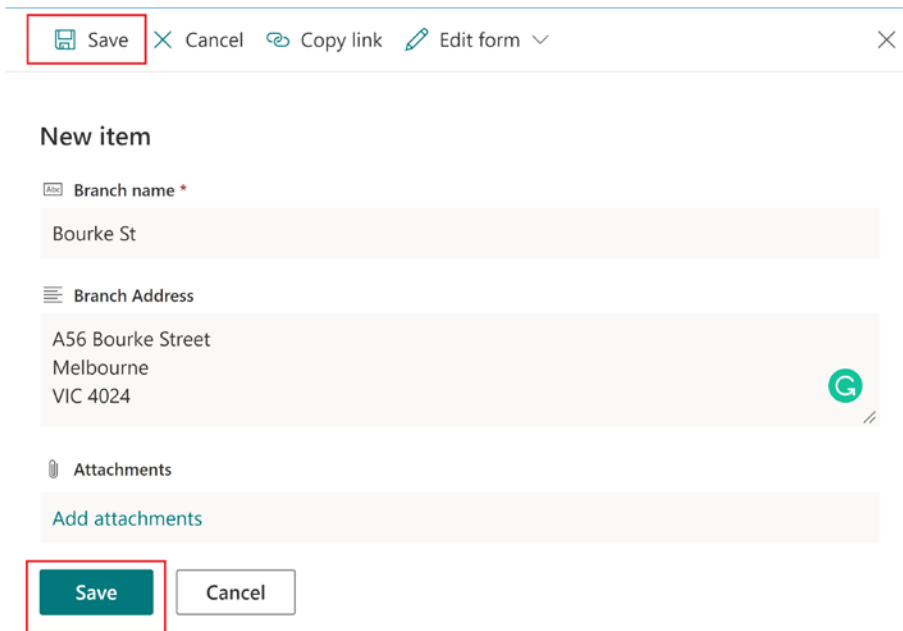 Save Cancel Copy link Edit form
New item
Abc Branch name *
Bourke St
Branch Address
A56 Bourke Street
Melbourne
VIC 4024
Attachments
Add attachments
Save Cancel